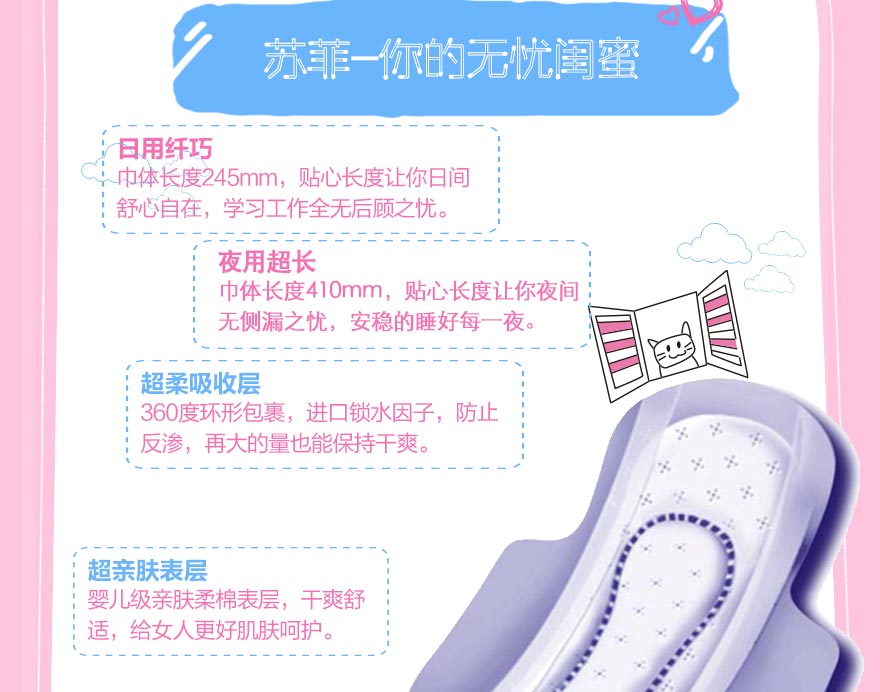 苏菲—你的无忧闺蜜
日用纤巧
巾体长度245mm，贴心长度让你日间
舒心自在，学习工作全无后顾之忧。
夜用超长
巾体长度410mm，贴心长度让你夜间
无侧漏之忧，安稳的睡好每一夜。
超柔吸收层
360度环形包裹，进口锁水因子，防止
反渗，再大的量也能保持干爽。
超亲肤表层
婴儿级亲肤柔棉表层，干爽舒
适，给女人更好肌肤呵护。